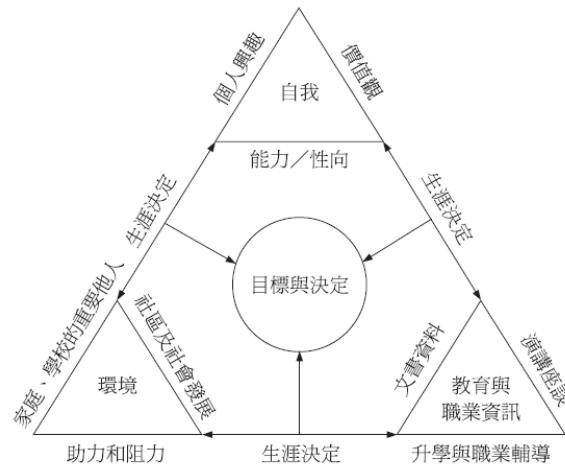 個人興趣
價值觀
自我
能力／性向
生涯決定
生涯決定
目標與決定
家庭、學校的重要他人
社區及社會發展
環境
文書資料
演講座談
教育與
職業資訊
助力和阻力
生涯決定
升學與職業輔導